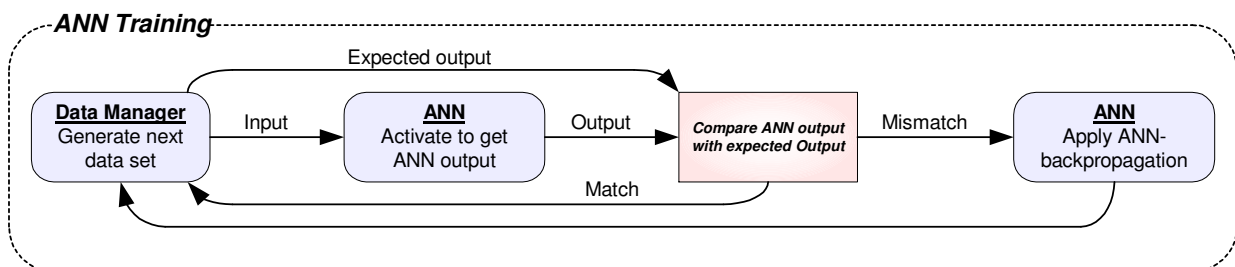 ANN Training
Expected output
Data Manager
Generate next
data set
Input
ANN
Activate to get
ANN output
Output
Compare ANN output
with expected Output
Mismatch
ANN
Apply ANN-
backpropagation
Match